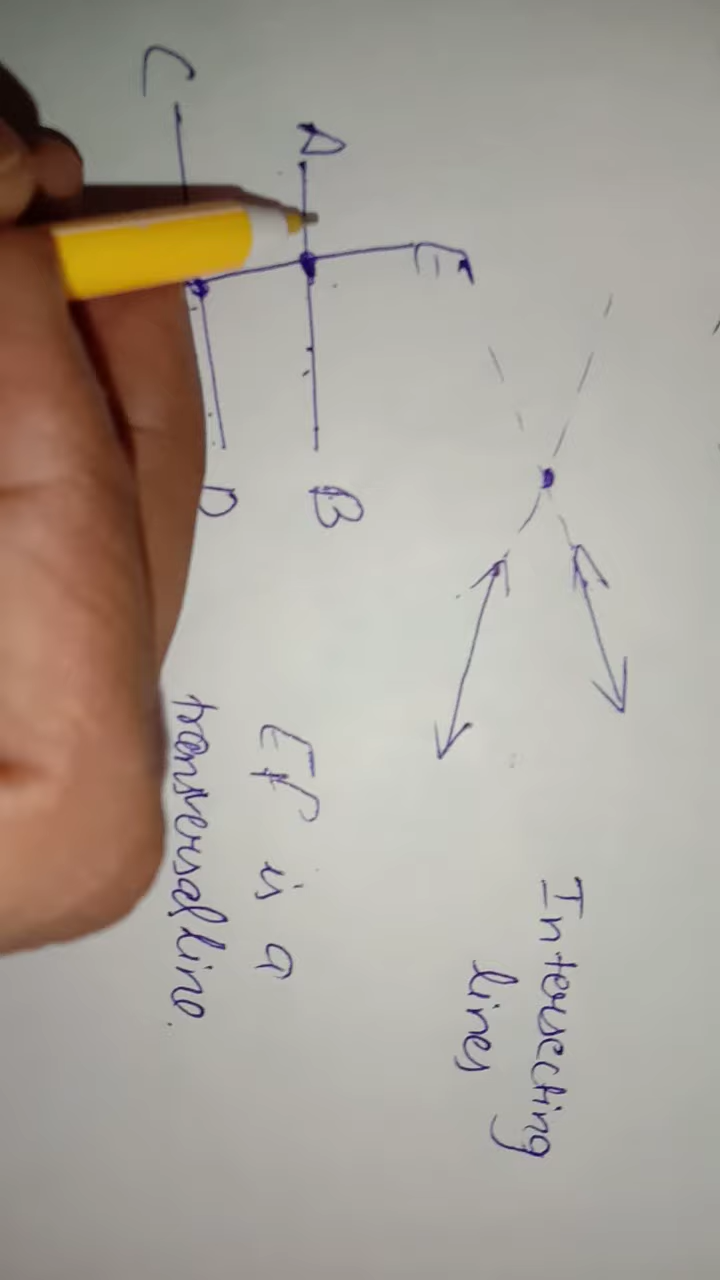 Intersecting
lines
E
A
B
C
D
EF is a
transversal line.